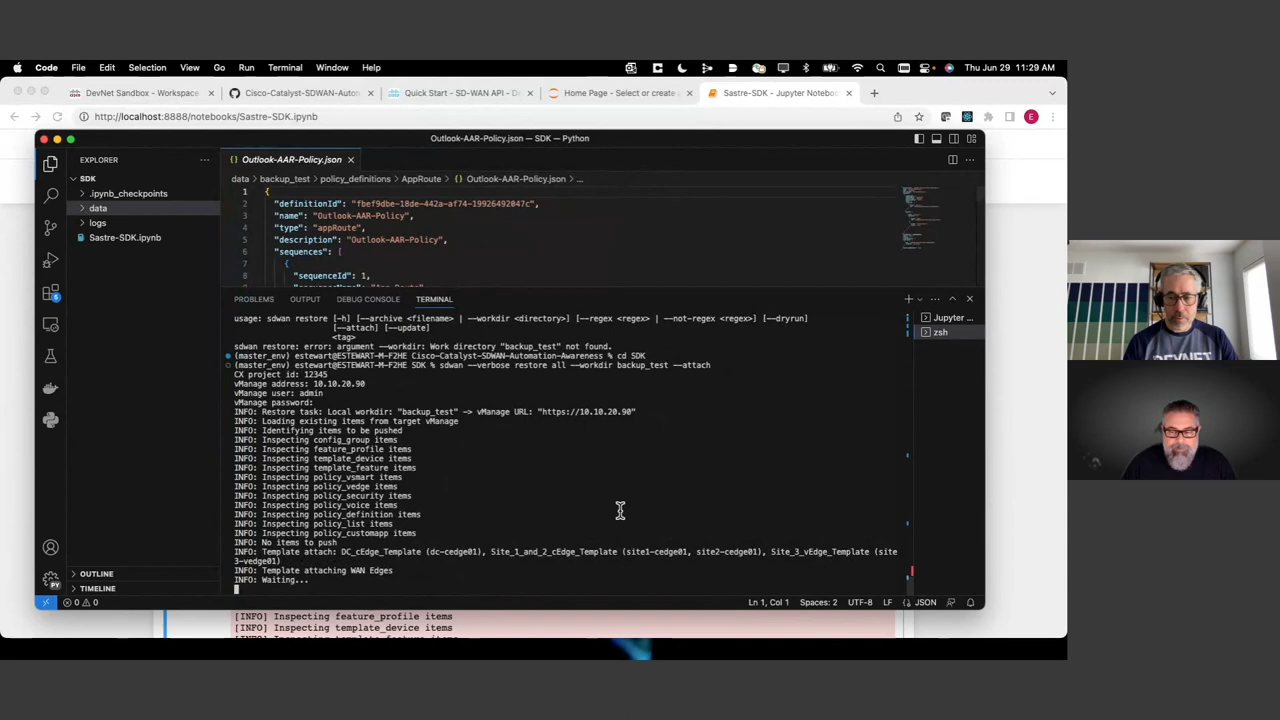 Code File Edit Selection View Go Run Terminal Window Help
Thu Jun 29 11:29 AM
DevNet Sandbox - Workspace
Cisco-Catalyst-SDWAN-Auton
Quick Start - SD-WAN API - De
Home Page - Select or create a
Sastre-SDK - Jupyter Notebo
http://localhost:8888/notebooks/Sastre-SDK.ipynb
E
Outlook-AAR-Policy.json — SDK — Python
EXPLORER
Outlook-AAR-Policy.json
SDK
data > backup_test > policy_definitions > AppRoute > {} Outlook-AAR-Policy.json > ...
.ipynb_checkpoints
data
logs
Sastre-SDK.ipynb
1 {
2 "definitionId": "fbef9dbe-18de-442a-af74-19926492047c",
3 "name": "Outlook-AAR-Policy",
4 "type": "appRoute",
5 "description": "Outlook-AAR-Policy",
6 "sequences": [
7 {
8 "sequenceId": 1,
PROBLEMS OUTPUT DEBUG CONSOLE TERMINAL
Jupyter ...
zsh
usage: sdwan restore [-h] [--archive <filename> | --workdir <directory>] [--regex <regex> | --not-regex <regex>] [--dryrun]
[--attach] [--update]
<tag>
sdwan restore: error: argument --workdir: Work directory "backup_test" not found.
(master_env) estewart@ESTEWART-M-F2HE Cisco-Catalyst-SDWAN-Automation-Awareness % cd SDK
(master_env) estewart@ESTEWART-M-F2HE SDK % sdwan --verbose restore all --workdir backup_test --attach
CX project id: 12345
vManage address: 10.10.20.90
vManage user: admin
vManage password:
INFO: Restore task: Local workdir: "backup_test" -> vManage URL: "https://10.10.20.90"
INFO: Loading existing items from target vManage
INFO: Identifying items to be pushed
INFO: Inspecting config_group items
INFO: Inspecting feature_profile items
INFO: Inspecting template_device items
INFO: Inspecting template_feature items
INFO: Inspecting policy_vsmart items
INFO: Inspecting policy_vedge items
INFO: Inspecting policy_security items
INFO: Inspecting policy_voice items
INFO: Inspecting policy_definition items
INFO: Inspecting policy_list items
INFO: Inspecting policy_customapp items
INFO: No items to push
INFO: Template attach: DC_cEdge_Template (dc-cedge01), Site_1_and_2_cEdge_Template (site1-cedge01, site2-cedge01), Site_3_vEdge_Template (site
3-vedge01)
INFO: Template attaching WAN Edges
INFO: Waiting...
OUTLINE
TIMELINE
0 0
Ln 1, Col 1 Spaces: 2 UTF-8 LF {} JSON
[INFO] Inspecting feature_profile items
[INFO] Inspecting template_device items